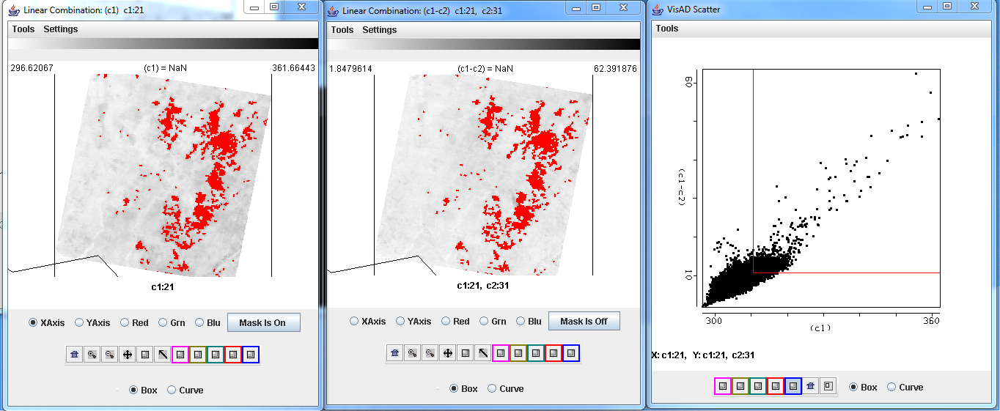 Linear Combination: (c1) c1:21
Tools Settings
296.62067 (c1) = NaN 361.66443
c1:21
XAxis YAxis Red Grn Blu Mask Is On
Box Curve
Linear Combination: (c1-c2) c1:21, c2:31
Tools Settings
1.8479614 (c1-c2) = NaN 62.391876
c1:21, c2:31
XAxis YAxis Red Grn Blu Mask Is Off
Box Curve
VisAD Scatter
Tools
60
(c1-c2)
10
300 360
(c1)
X: c1:21, Y: c1:21, c2:31
Box Curve